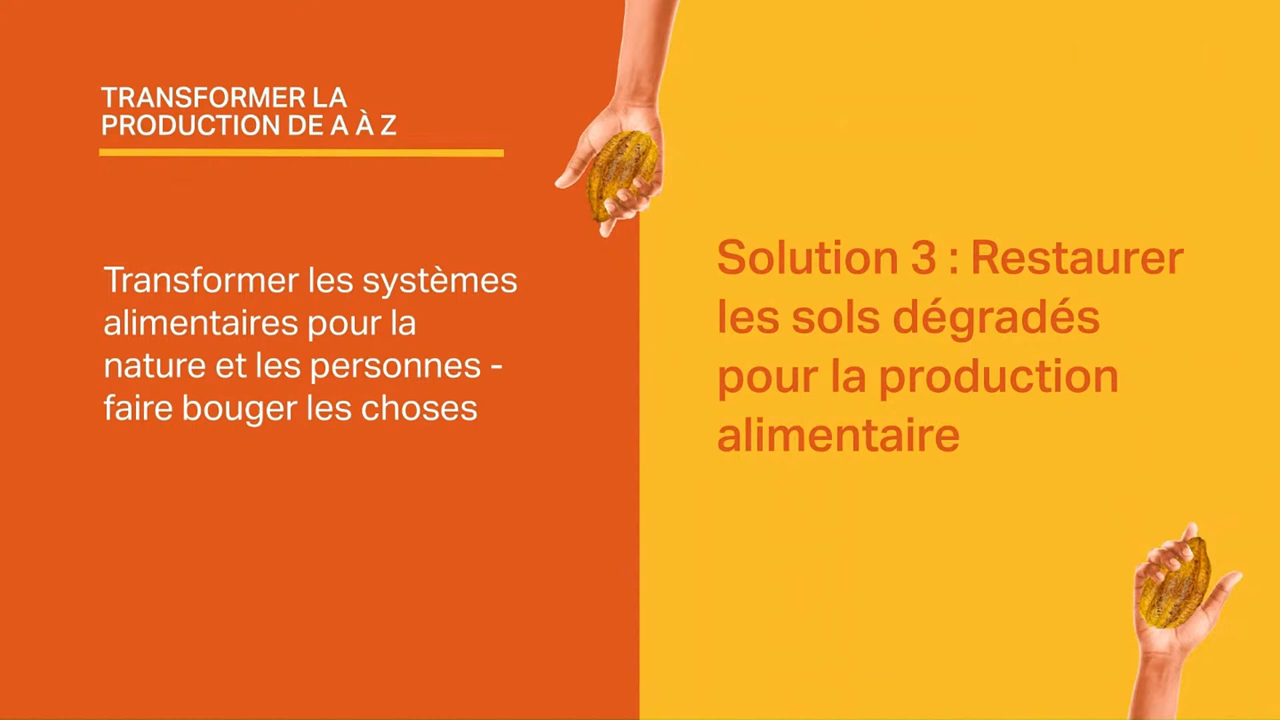 TRANSFORMER LA
PRODUCTION DE A À Z
Transformer les systèmes
alimentaires pour la
nature et les personnes -
faire bouger les choses
Solution 3 : Restaurer
les sols dégradés
pour la production
alimentaire